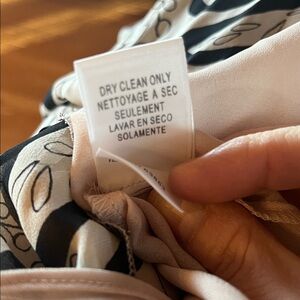 DRY CLEAN ONLY
NETTOYAGE A SEC
SEULEMENT
LAVAR EN SECO
SOLAMENTE